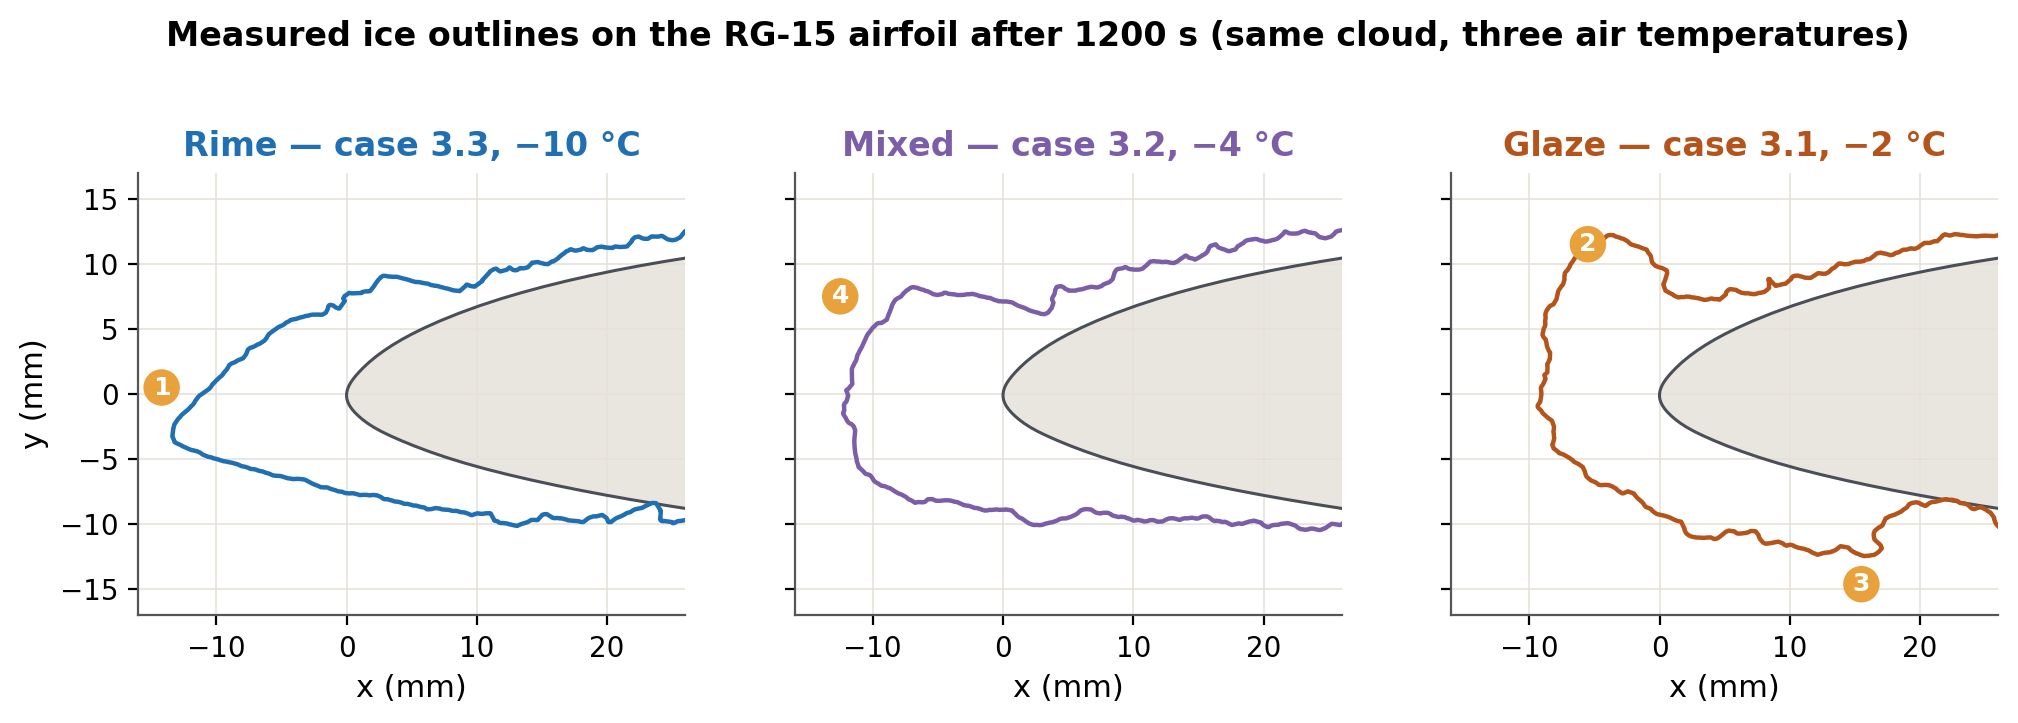 Measured ice outlines on the RG-15 airfoil after 1200 s (same cloud, three air temperatures)
Rime — case 3.3, −10 °C
Mixed — case 3.2, −4 °C
Glaze — case 3.1, −2 °C
15
10
5
0
−5
−10
−15
y (mm)
1
4
2
3
−10 0 10 20
−10 0 10 20
−10 0 10 20
x (mm)
x (mm)
x (mm)